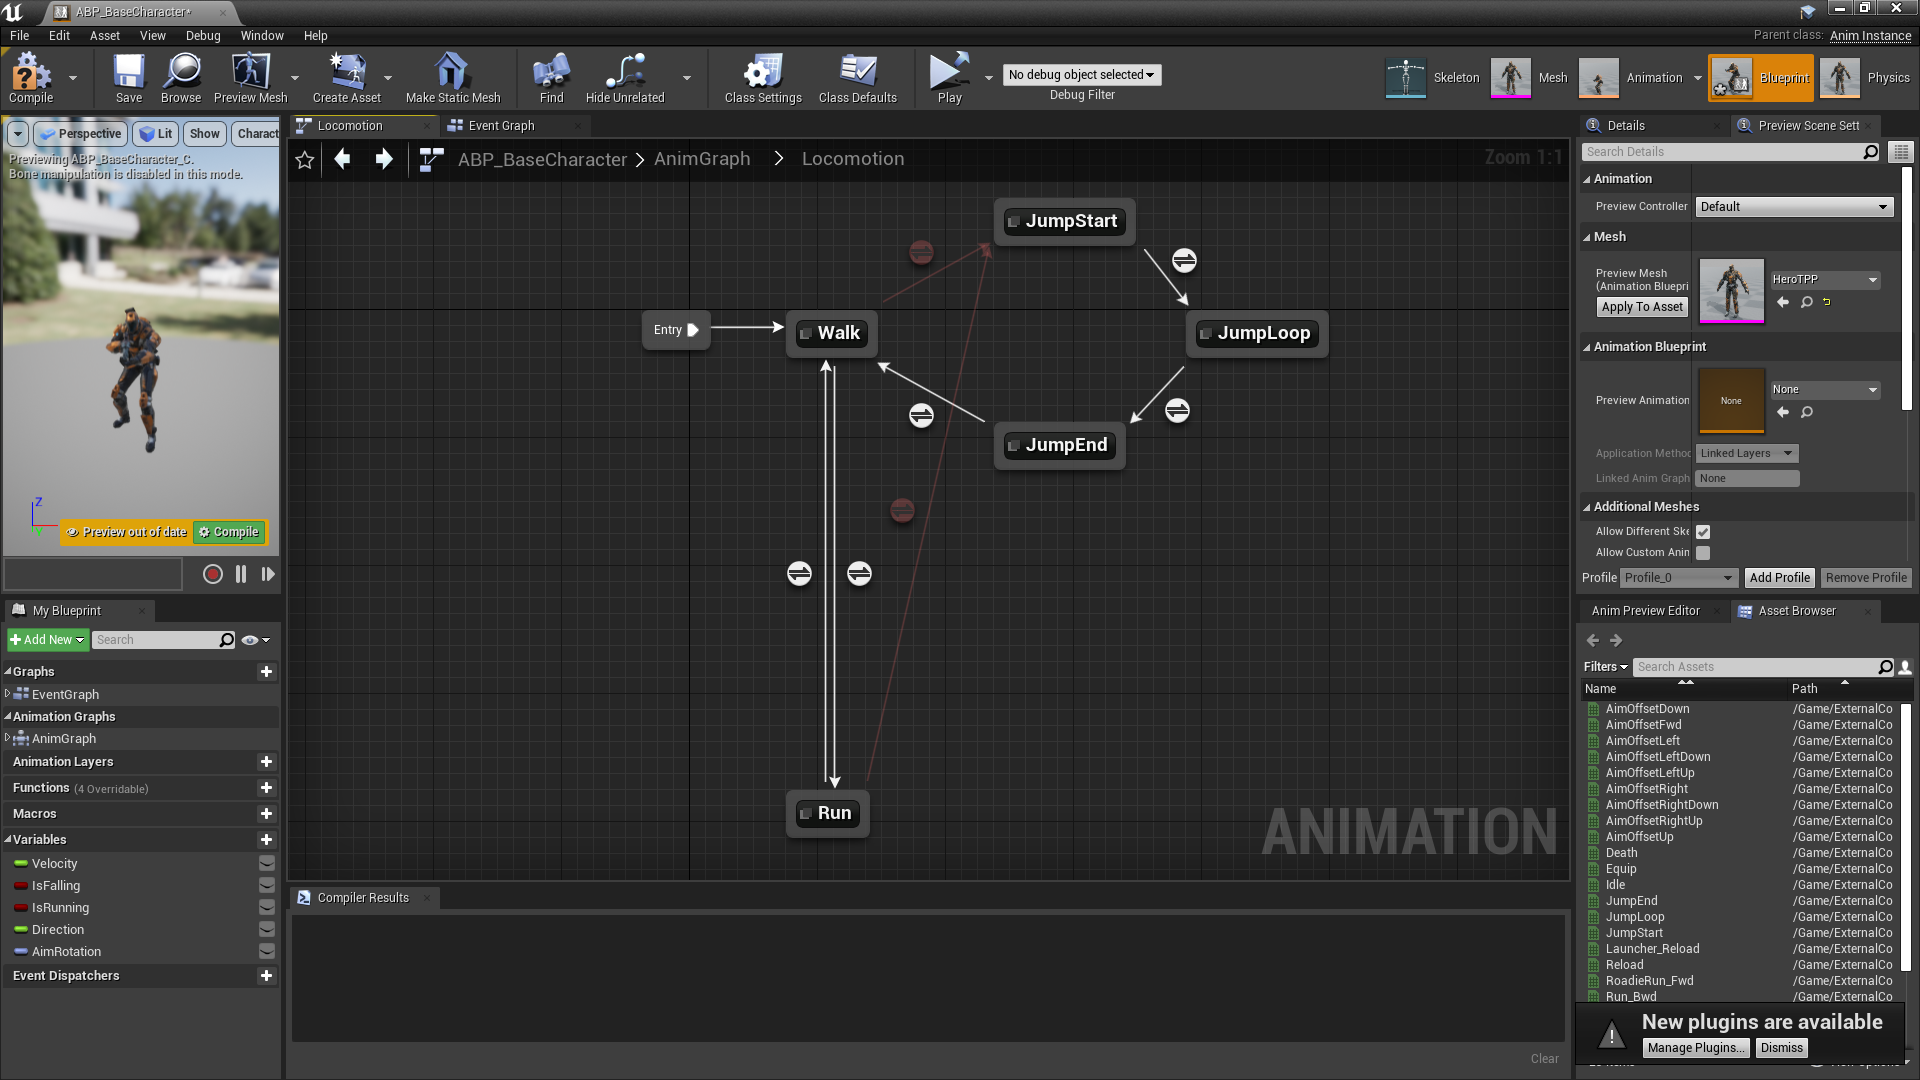 ABP_BaseCharacter*
File Edit Asset View Debug Window Help
Parent class: Anim Instance
Compile Save Browse Preview Mesh Create Asset Make Static Mesh Find Hide Unrelated Class Settings Class Defaults Play
No debug object selected
Debug Filter
Skeleton Mesh Animation Blueprint Physics
Perspective Lit Show Charact
Previewing ABP_BaseCharacter_C.
Bone manipulation is disabled in this mode.
Z
Preview out of date Compile
My Blueprint
Add New Search
Graphs
EventGraph
Animation Graphs
AnimGraph
Animation Layers
Functions (4 Overridable)
Macros
Variables
Velocity
IsFalling
IsRunning
Direction
AimRotation
Event Dispatchers
Locomotion Event Graph
ABP_BaseCharacter > AnimGraph > Locomotion
Zoom 1:1
JumpStart
Entry
Walk
JumpLoop
JumpEnd
Run
ANIMATION
Compiler Results
Clear
Details Preview Scene Sett
Search Details
Animation
Preview Controller Default
Mesh
Preview Mesh
(Animation Bluepri
HeroTPP
Apply To Asset
Animation Blueprint
Preview Animation None None
Application Methoc Linked Layers
Linked Anim Graph None
Additional Meshes
Allow Different Ske
Allow Custom Anin
Profile Profile_0 Add Profile Remove Profile
Anim Preview Editor Asset Browser
Filters Search Assets
Name Path
AimOffsetDown /Game/ExternalCo
AimOffsetFwd /Game/ExternalCo
AimOffsetLeft /Game/ExternalCo
AimOffsetLeftDown /Game/ExternalCo
AimOffsetLeftUp /Game/ExternalCo
AimOffsetRight /Game/ExternalCo
AimOffsetRightDown /Game/ExternalCo
AimOffsetRightUp /Game/ExternalCo
AimOffsetUp /Game/ExternalCo
Death /Game/ExternalCo
Equip /Game/ExternalCo
Idle /Game/ExternalCo
JumpEnd /Game/ExternalCo
JumpLoop /Game/ExternalCo
JumpStart /Game/ExternalCo
Launcher_Reload /Game/ExternalCo
Reload /Game/ExternalCo
RoadieRun_Fwd /Game/ExternalCo
Run_Bwd /Game/ExternalCo
New plugins are available
Manage Plugins... Dismiss